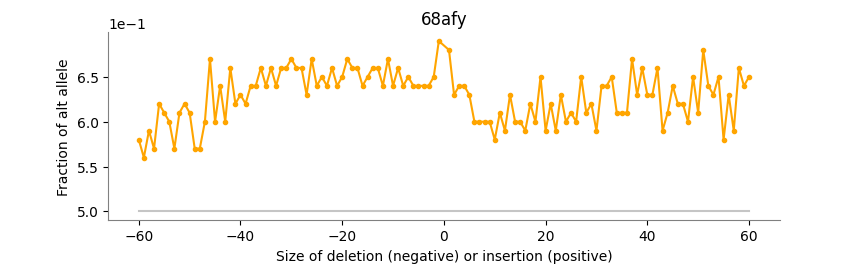 68afy
1e−1
Fraction of alt allele
6.5
6.0
5.5
5.0
−60 −40 −20 0 20 40 60
Size of deletion (negative) or insertion (positive)